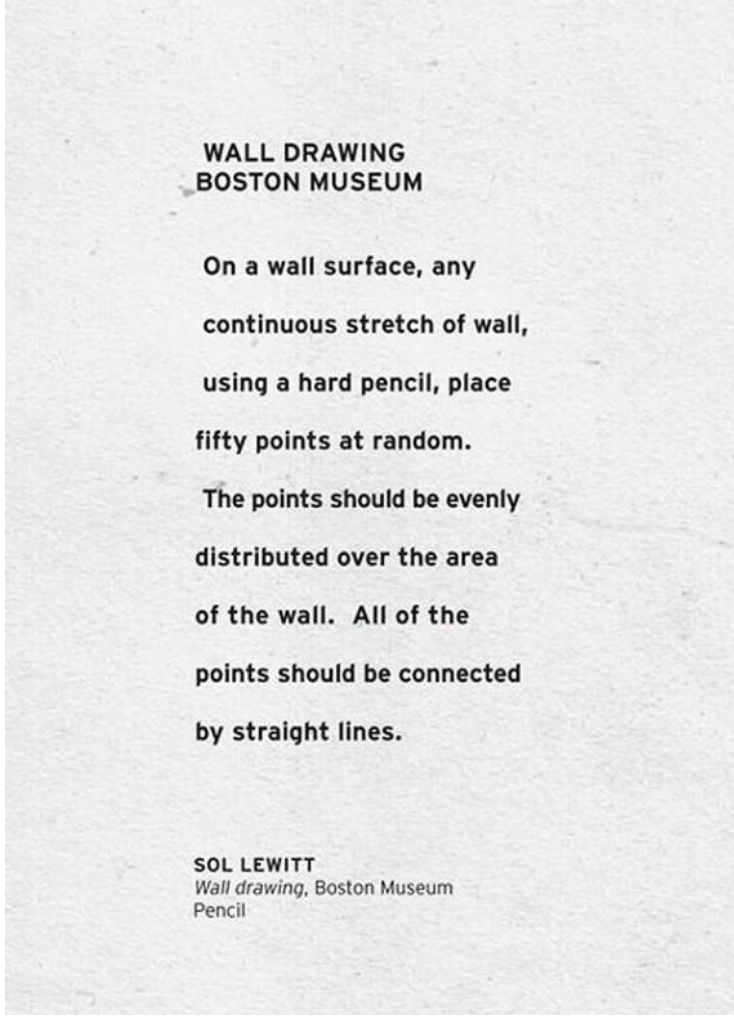 WALL DRAWING
BOSTON MUSEUM
On a wall surface, any
continuous stretch of wall,
using a hard pencil, place
fifty points at random.
The points should be evenly
distributed over the area
of the wall.  All of the
points should be connected
by straight lines.
SOL LEWITT
Wall drawing, Boston Museum
Pencil